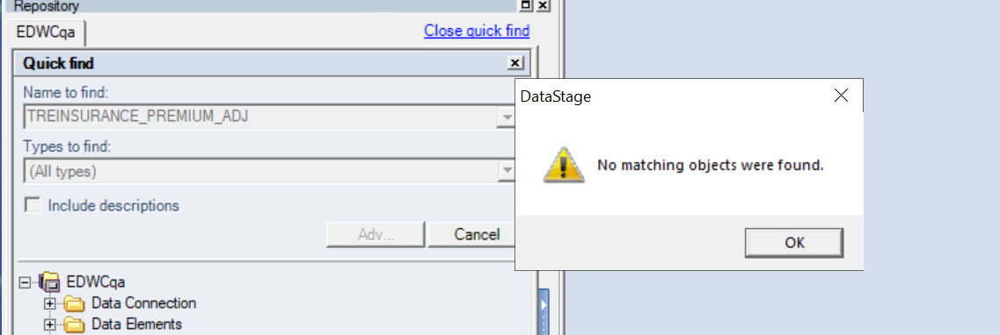 Repository
EDWCqa
Close quick find
Quick find
Name to find:
TREINSURANCE_PREMIUM_ADJ
Types to find:
(All types)
Include descriptions
Adv...
Cancel
EDWCqa
Data Connection
Data Elements
DataStage
No matching objects were found.
OK